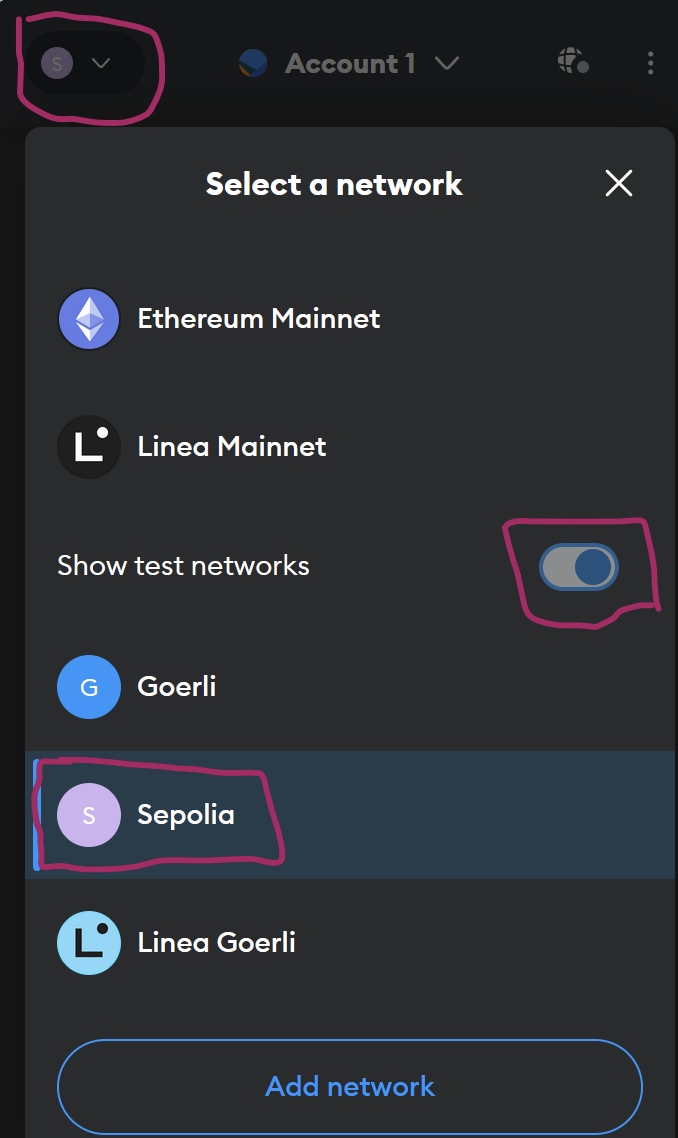 S
Account 1
Select a network
Ethereum Mainnet
Linea Mainnet
Show test networks
G
Goerli
S
Sepolia
Linea Goerli
Add network